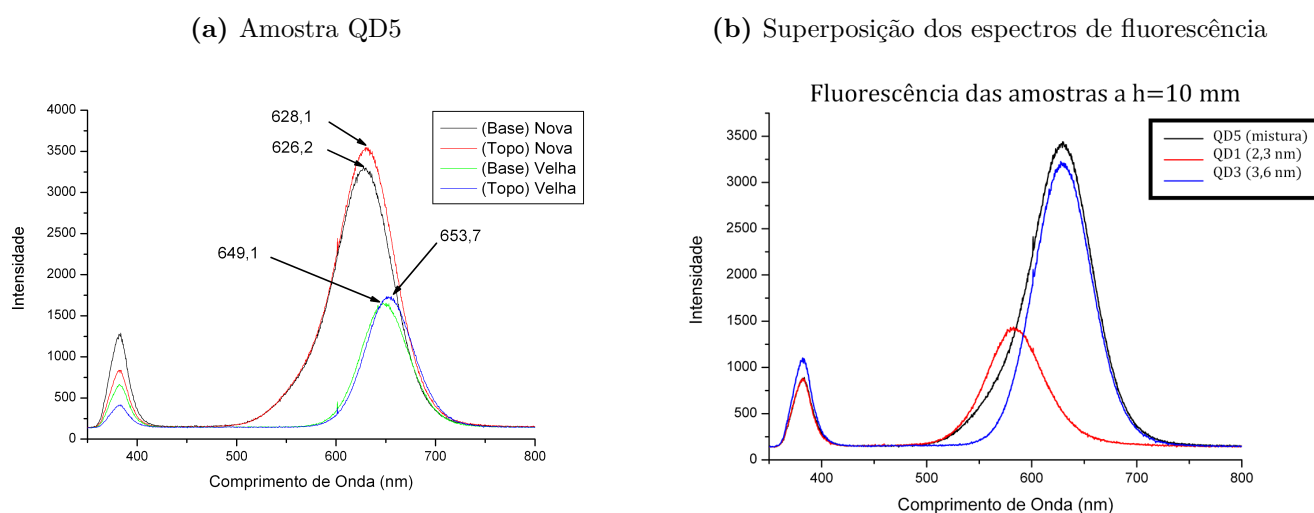 (a) Amostra QD5
4000
3500
3000
2500
2000
1500
1000
500
0
Intensidade
400
500
600
700
800
Comprimento de Onda (nm)
628,1
626,2
649,1
653,7
(Base) Nova
(Topo) Nova
(Base) Velha
(Topo) Velha
(b) Superposição dos espectros de fluorescência
Fluorescência das amostras a h=10 mm
3500
3000
2500
2000
1500
1000
500
0
Intensidade
400
500
600
700
800
Comprimento de Onda (nm)
QD5 (mistura)
QD1 (2,3 nm)
QD3 (3,6 nm)